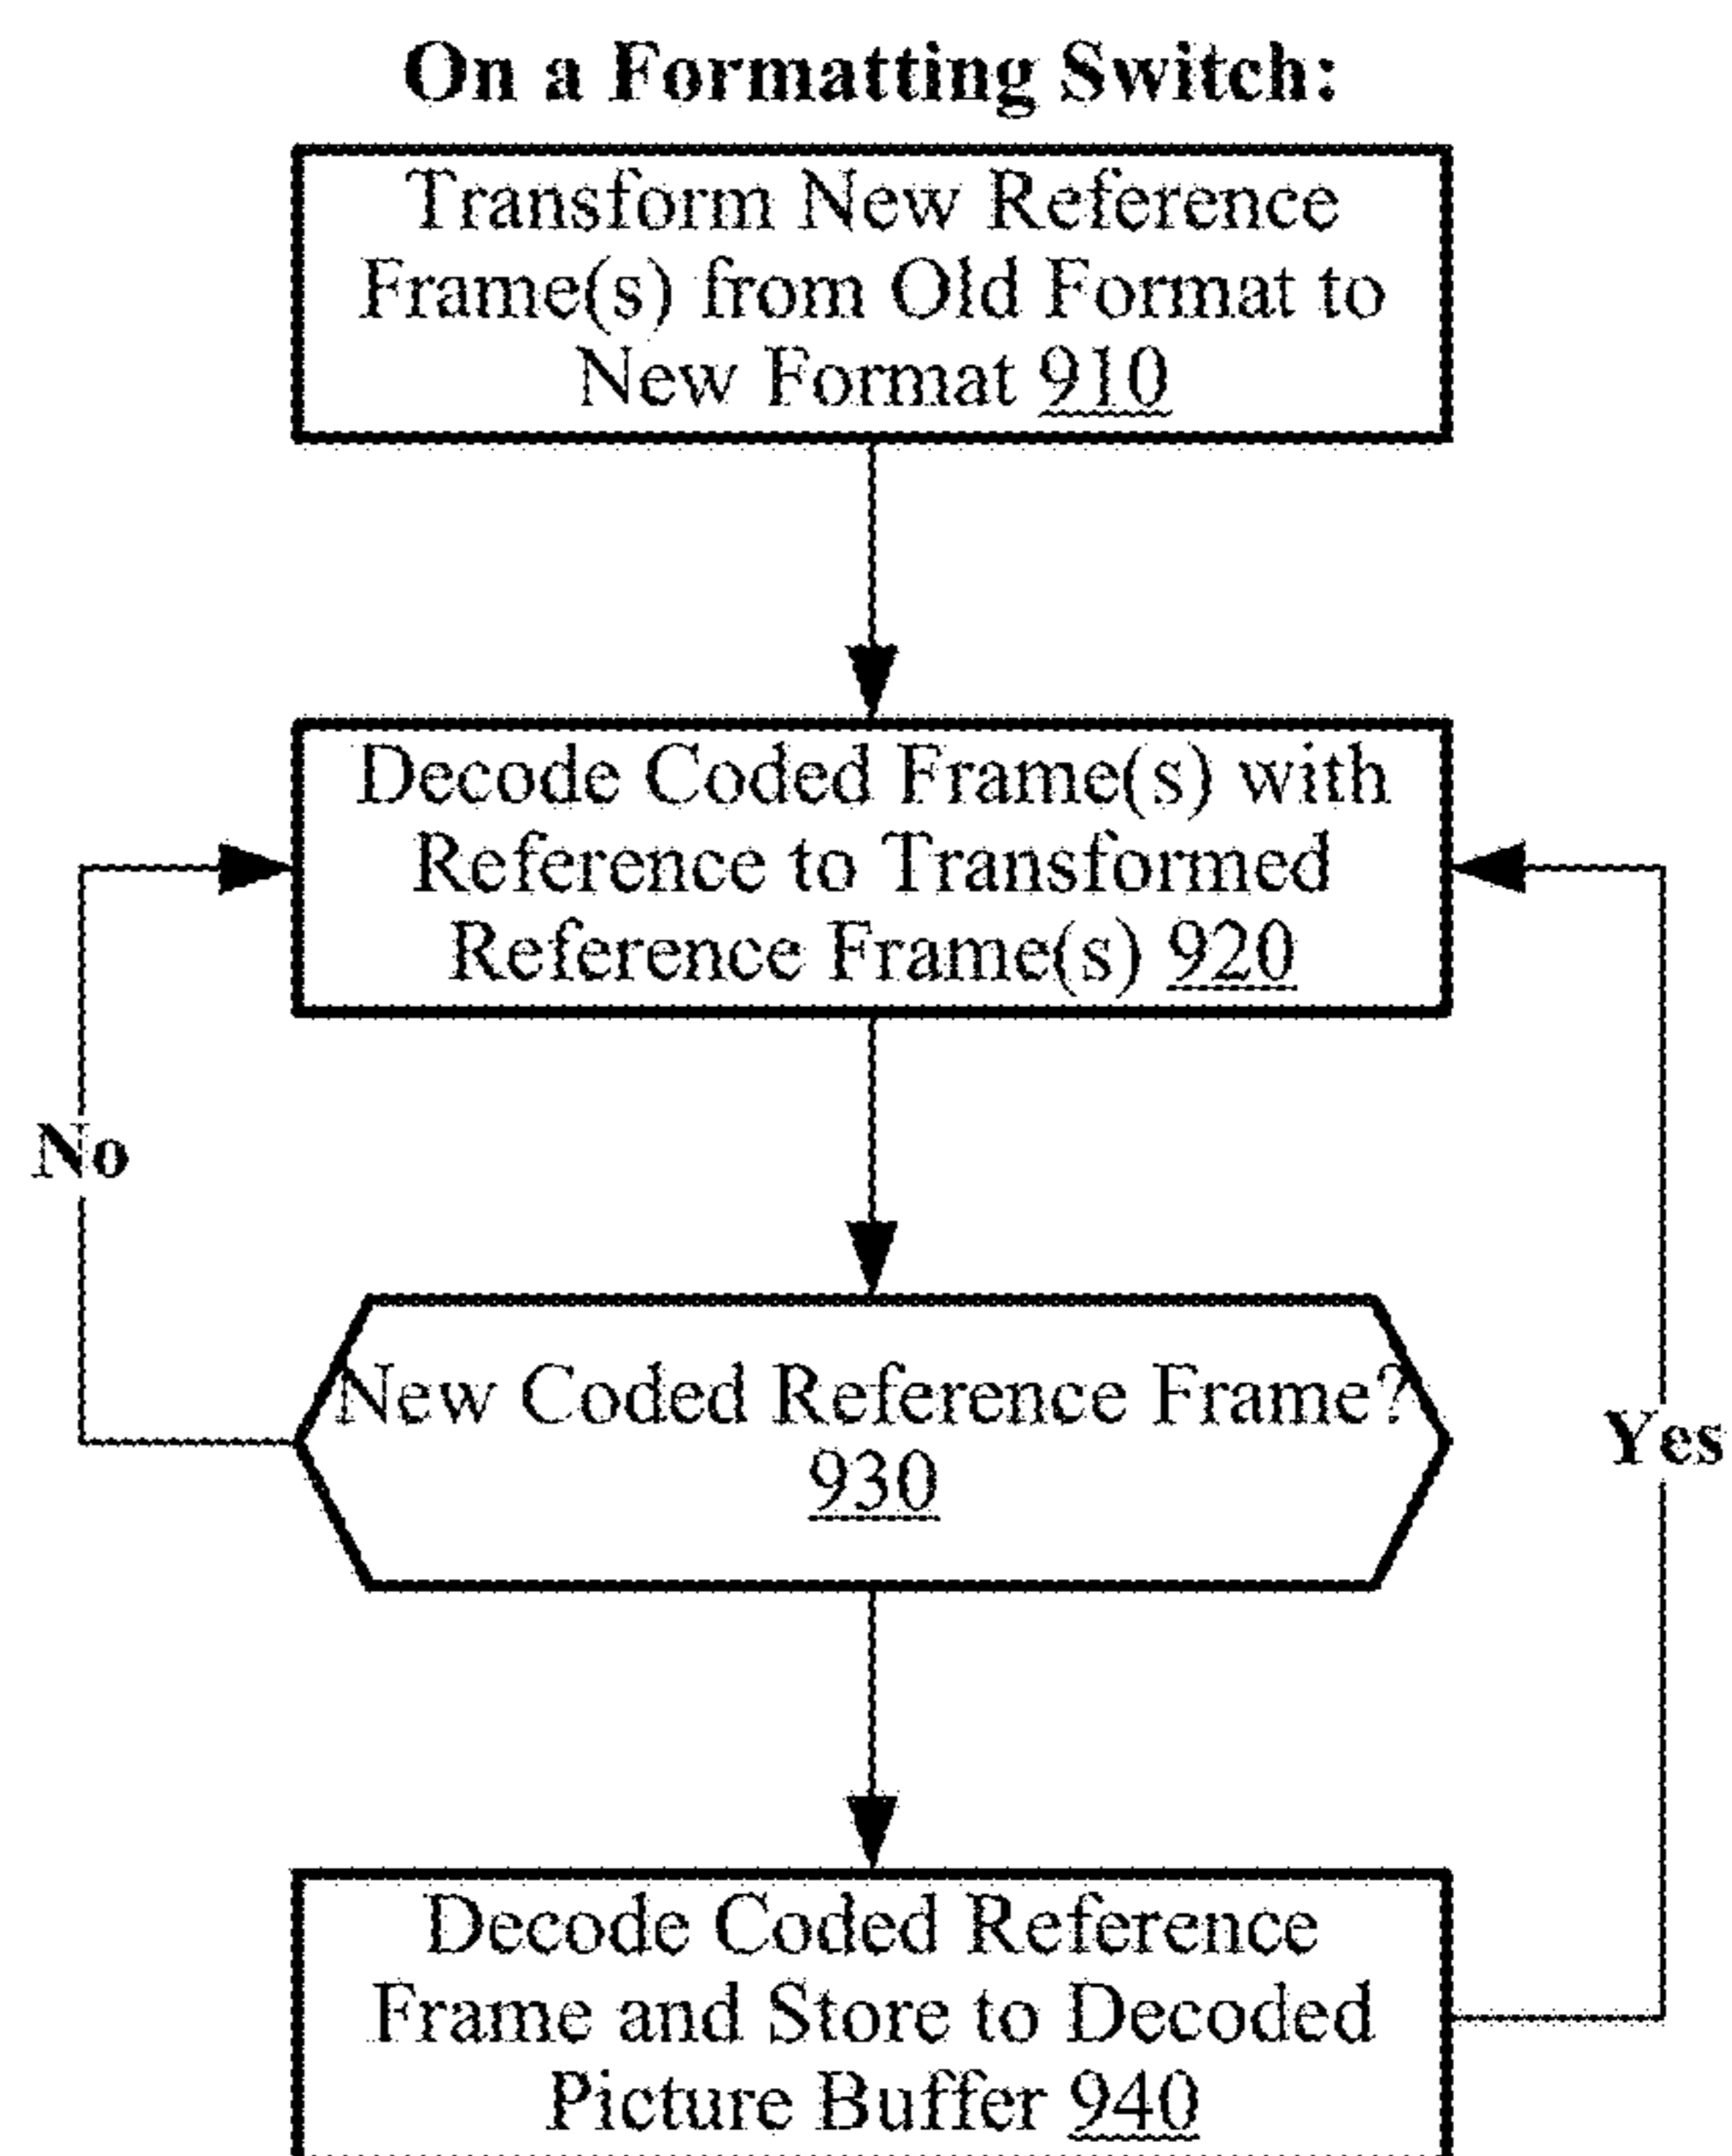 On a Formatting Switch:
Transform New Reference
Frame(s) from Old Format to
New Format 910
Decode Coded Frame(s) with
Reference to Transformed
Reference Frame(s) 920
No
New Coded Reference Frame?
930
Yes
Decode Coded Reference
Frame and Store to Decoded
Picture Buffer 940